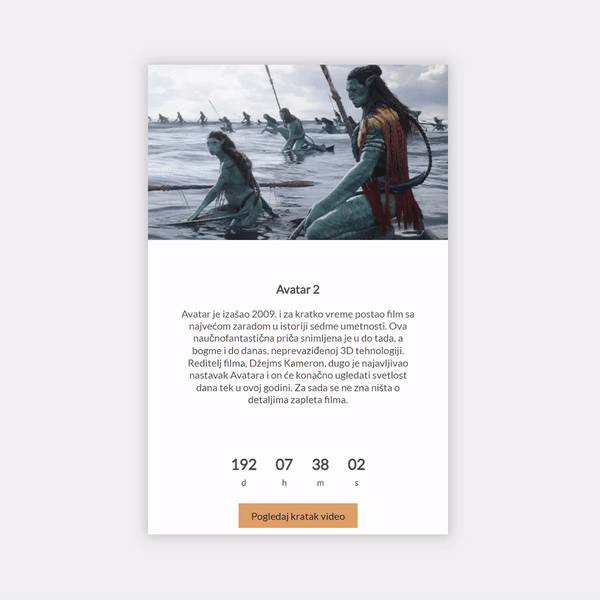 Avatar 2
Avatar je izašao 2009. i za kratko vreme postao film sa
najvećom zaradom u istoriji sedme umetnosti. Ova
naučnofantastična priča snimljena je u do tada, a
bogme i do danas, neprevaziđenoj 3D tehnologiji.
Reditelj filma, Džejms Kameron, dugo je najavljivao
nastavak Avatara i on će konačno ugledati svetlost
dana tek u ovoj godini. Za sada se ne zna ništa o
detaljima zapleta filma.
192 07 38 02
d h m s
Pogledaj kratak video